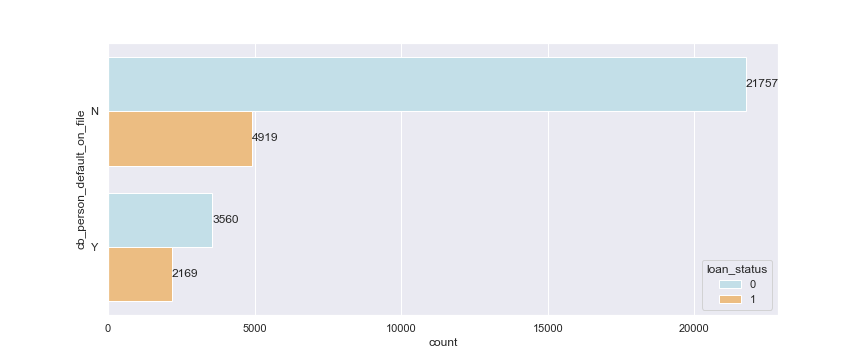 21757
N
4919
3560
Y
2169
cb_person_default_on_file
loan_status
0
1
0 5000 10000 15000 20000
count